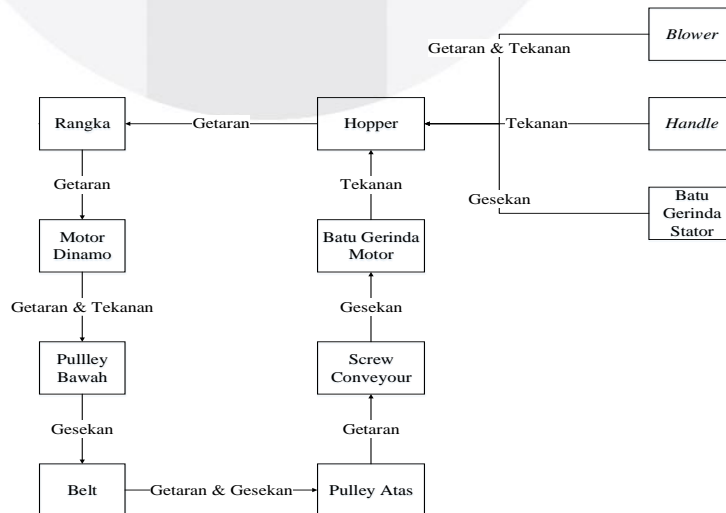 Blower
Getaran & Tekanan
Rangka
Getaran
Hopper
Tekanan
Handle
Getaran
Tekanan
Gesekan
Batu
Gerinda
Stator
Motor
Dinamo
Batu Gerinda
Motor
Getaran & Tekanan
Gesekan
Pullley
Bawah
Screw
Conveyour
Gesekan
Getaran
Belt
Getaran & Gesekan
Pulley Atas